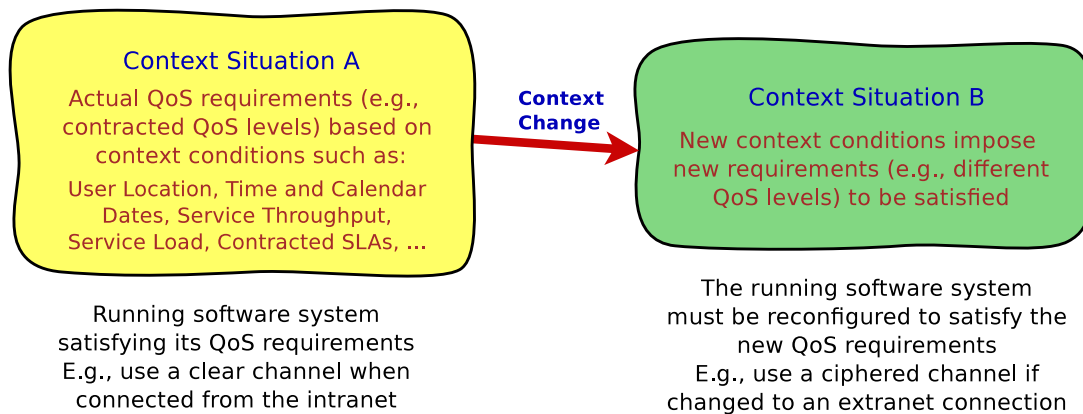 Context Situation A
Actual QoS requirements (e.g.,
contracted QoS levels) based on
context conditions such as:
User Location, Time and Calendar
Dates, Service Throughput,
Service Load, Contracted SLAs, ...
Running software system
satisfying its QoS requirements
E.g., use a clear channel when
connected from the intranet
Context
Change
Context Situation B
New context conditions impose
new requirements (e.g., different
QoS levels) to be satisfied
The running software system
must be reconfigured to satisfy the
new QoS requirements
E.g., use a ciphered channel if
changed to an extranet connection